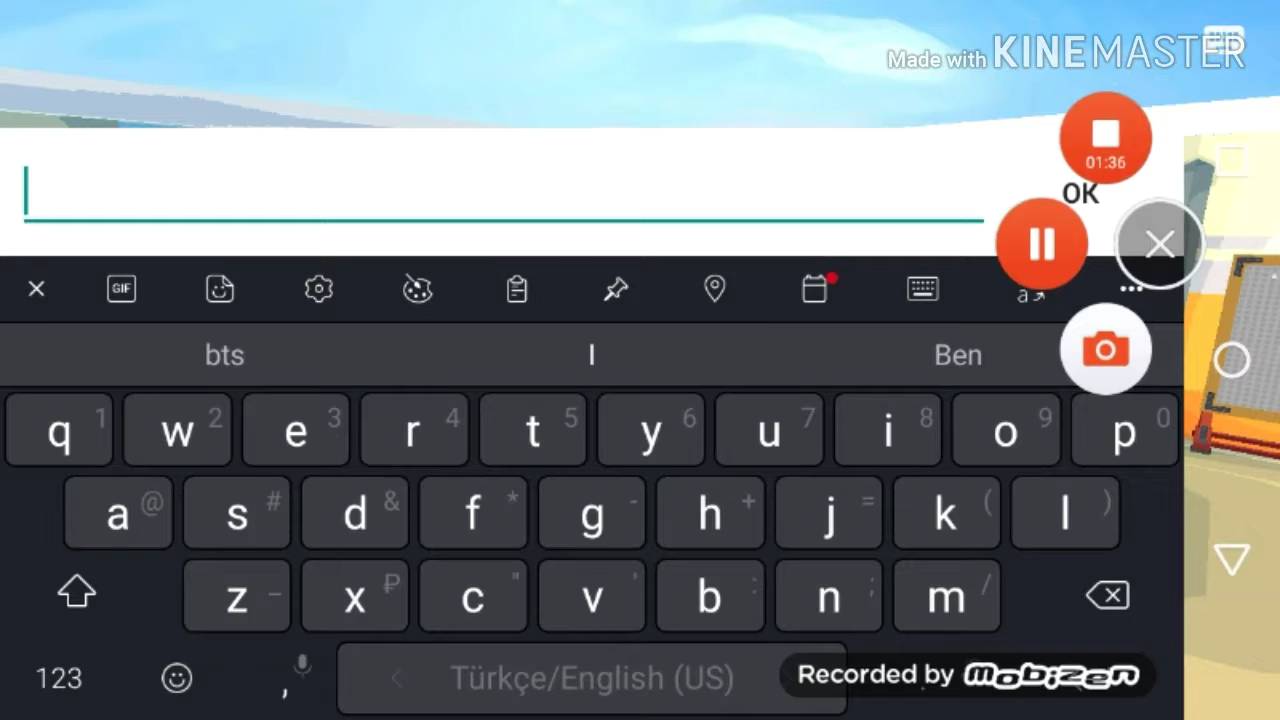 Made with KINEMASTER
01:36
OK
GIF
bts I Ben
q 1 w 2 e 3 r 4 t 5 y 6 u 7 i 8 o 9 p 0
a @ s # d & f * g - h + j = k ( l )
z – x ₽ c " v ' b : n ; m /
123 , Türkçe/English (US)
Recorded by mobizen